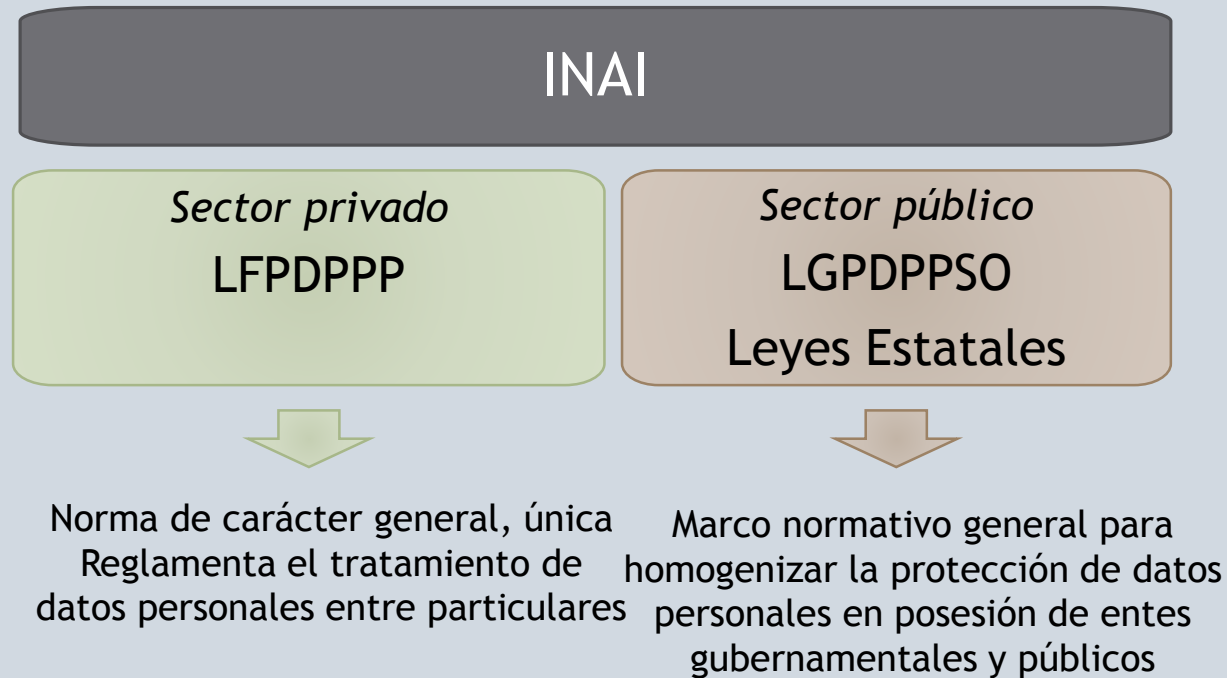 INAI
Sector privado
LFPDPPP
Sector público
LGPDPPSO
Leyes Estatales
Norma de carácter general, única
Reglamenta el tratamiento de
datos personales entre particulares
Marco normativo general para
homogenizar la protección de datos
personales en posesión de entes
gubernamentales y públicos